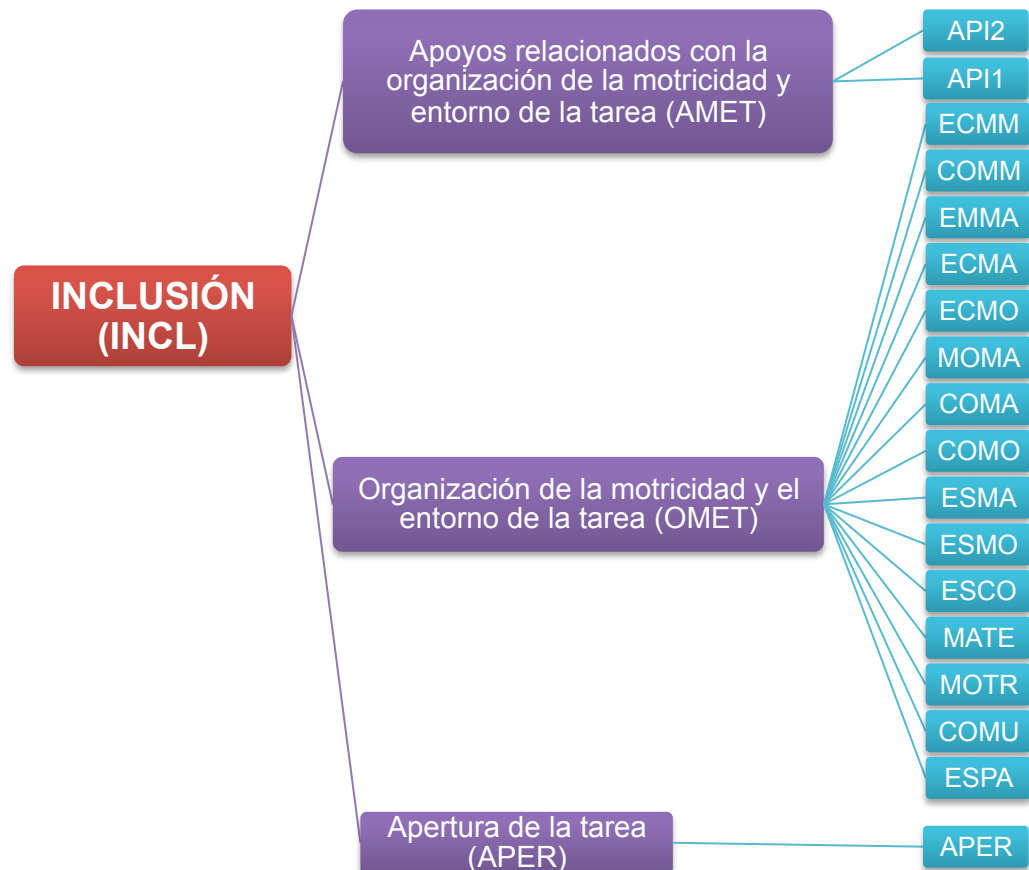 INCLUSIÓN
(INCL)
Apoyos relacionados con la
organización de la motricidad y
entorno de la tarea (AMET)
API2
API1
Organización de la motricidad y el
entorno de la tarea (OMET)
ECMM
COMM
EMMA
ECMA
ECMO
MOMA
COMA
COMO
ESMA
ESMO
ESCO
MATE
MOTR
COMU
ESPA
Apertura de la tarea
(APER)
APER